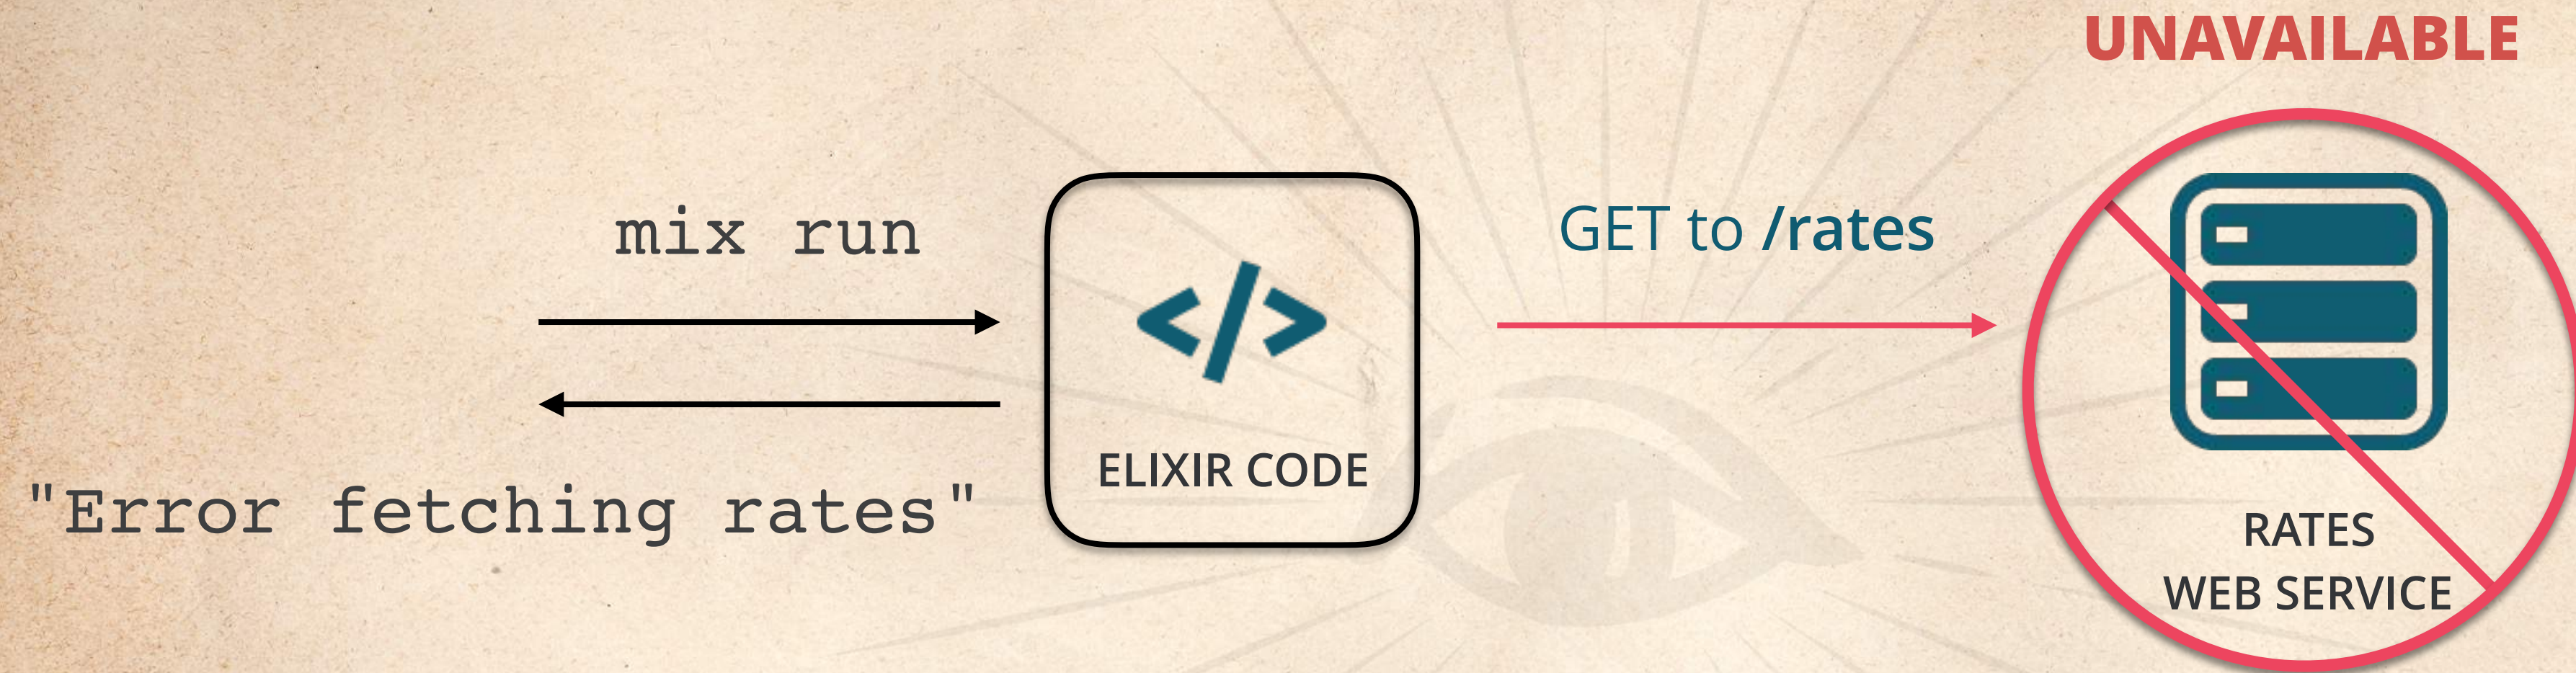 UNAVAILABLE
mix run
GET to /rates
</>
ELIXIR CODE
"Error fetching rates"
RATES
WEB SERVICE